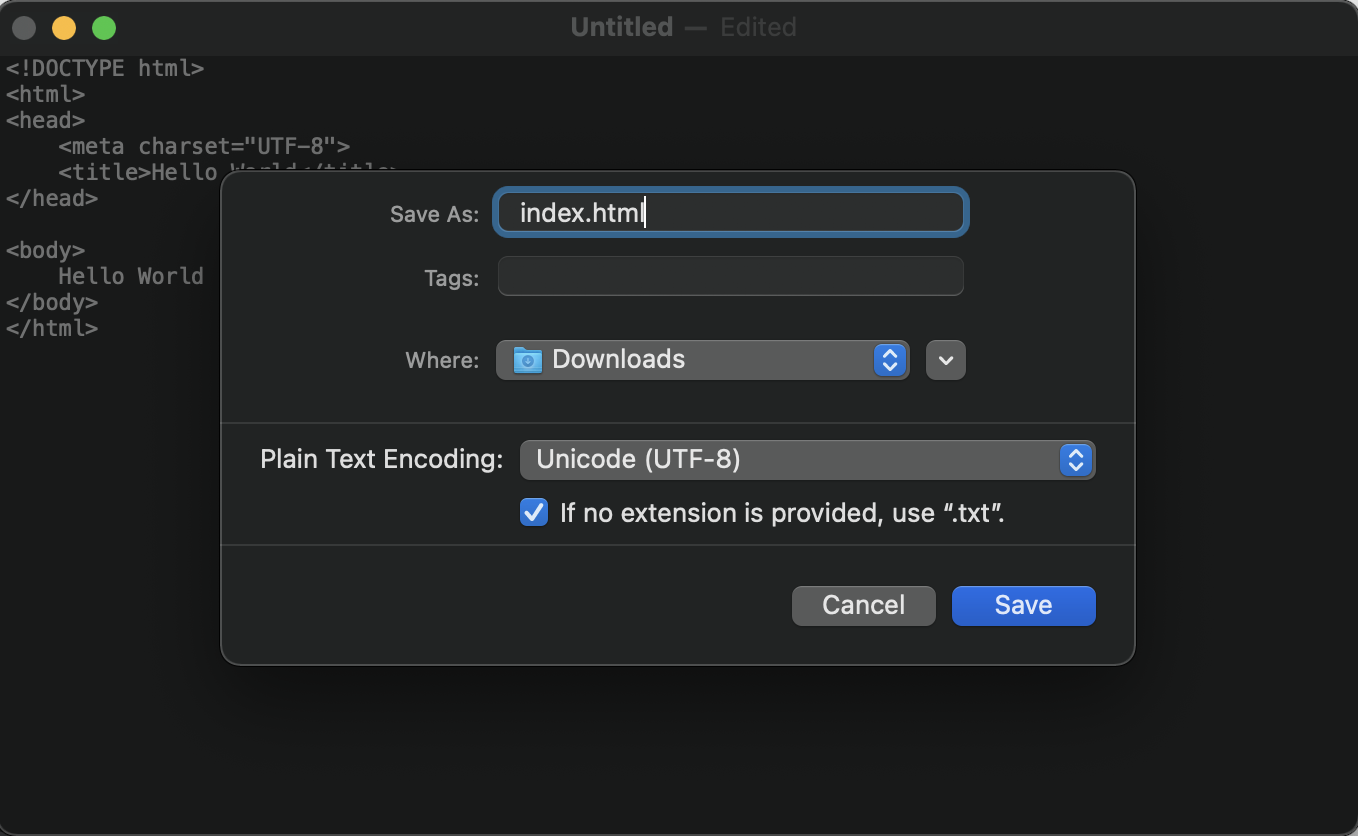 Untitled — Edited
<!DOCTYPE html>
<html>
<head>
    <meta charset="UTF-8">
    <title>Hello World</title>
</head>
Save As: index.html
<body>
    Hello World
Tags:
</body>
</html>
Where: Downloads
Plain Text Encoding: Unicode (UTF-8)
If no extension is provided, use “.txt”.
Cancel Save